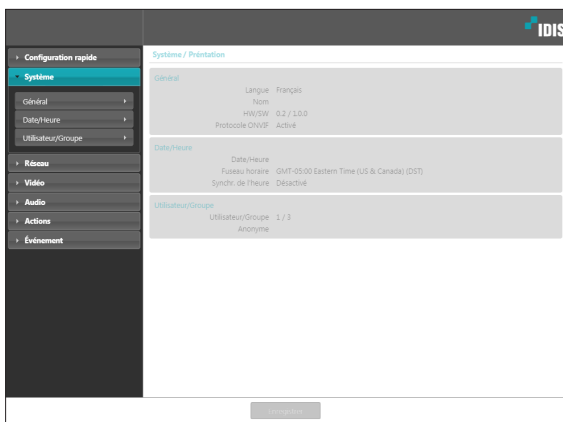 IDIS
Configuration rapide
Système
Général
Date/Heure
Utilisateur/Groupe
Réseau
Vidéo
Audio
Actions
Événement
Système / Préntation
Général
Langue Français
Nom
HW/SW 0.2 / 1.0.0
Protocole ONVIF Activé
Date/Heure
Date/Heure
Fuseau horaire GMT-05:00 Eastern Time (US & Canada) (DST)
Synchr. de l'heure Désactivé
Utilisateur/Groupe
Utilisateur/Groupe 1 / 3
Anonyme
Enregistrer